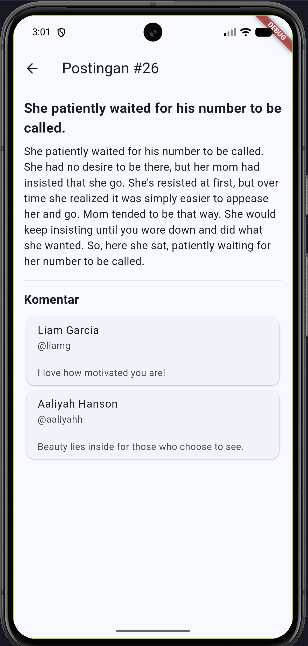 3:01
DEBUG
Postingan #26
She patiently waited for his number to be
called.
She patiently waited for his number to be called.
She had no desire to be there, but her mom had
insisted that she go. She's resisted at first, but over
time she realized it was simply easier to appease
her and go. Mom tended to be that way. She would
keep insisting until you wore down and did what
she wanted. So, here she sat, patiently waiting for
her number to be called.
Komentar
Liam Garcia
@liamg
I love how motivated you are!
Aaliyah Hanson
@aaliyahh
Beauty lies inside for those who choose to see.